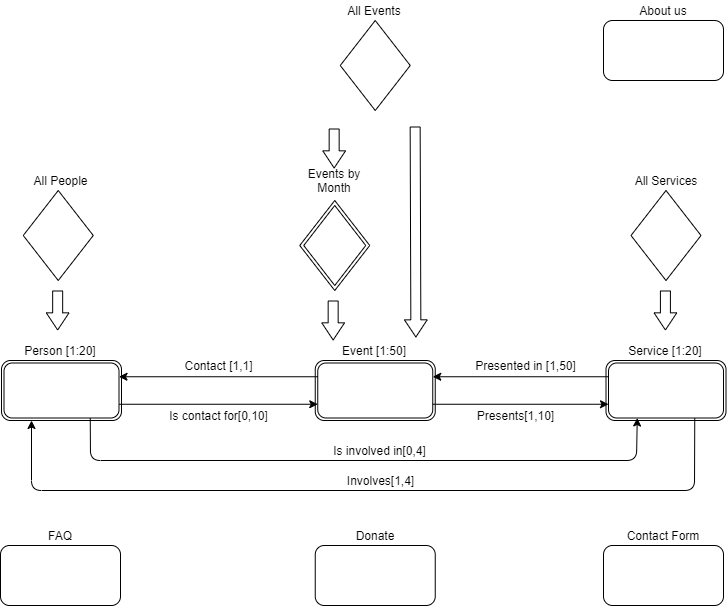 All Events
About us
Events by
Month
All People
All Services
Person [1:20]
Event [1:50]
Service [1:20]
Contact [1,1]
Presented in [1,50]
Is contact for[0,10]
Presents[1,10]
Is involved in[0,4]
Involves[1,4]
FAQ
Donate
Contact Form